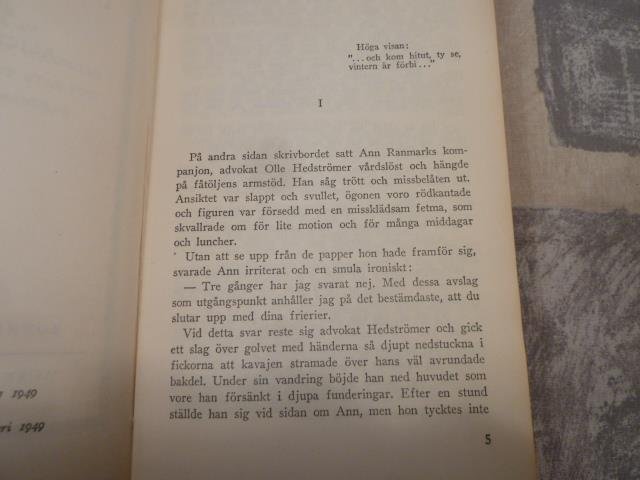 Höga visan:
"...och kom hitut, ty se,
vintern är förbi..."
I
På andra sidan skrivbordet satt Ann Ranmarks kom-
panjon, advokat Olle Hedströmer vårdslöst och hängde
på fåtöljens armstöd. Han såg trött och missbelåten ut.
Ansiktet var slappt och svullet, ögonen voro rödkantade
och figuren var försedd med en missklädsam fetma, som
skvallrade om för lite motion och för många middagar
och luncher.
Utan att se upp från de papper hon hade framför sig,
svarade Ann irriterat och en smula ironiskt:
— Tre gånger har jag svarat nej. Med dessa avslag
som utgångspunkt anhåller jag på det bestämdaste, att du
slutar upp med dina frierier.
Vid detta svar reste sig advokat Hedströmer och gick
ett slag över golvet med händerna så djupt nedstuckna i
fickorna att kavajen stramade över hans väl avrundade
bakdel. Under sin vandring böjde han ned huvudet som
vore han försänkt i djupa funderingar. Efter en stund
ställde han sig vid sidan om Ann, men hon tycktes inte
5
1949
eri 1949